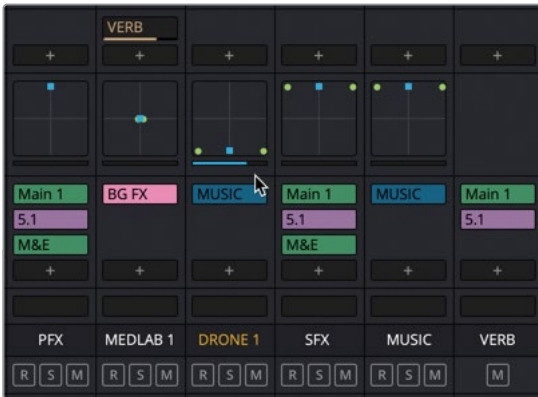 VERB
+ + + + +
Main 1 BG FX MUSIC Main 1 MUSIC Main 1
5.1 5.1 5.1
M&E M&E
+ + + + + +
PFX MEDLAB 1 DRONE 1 SFX MUSIC VERB
R S M R S M R S M R S M R S M M